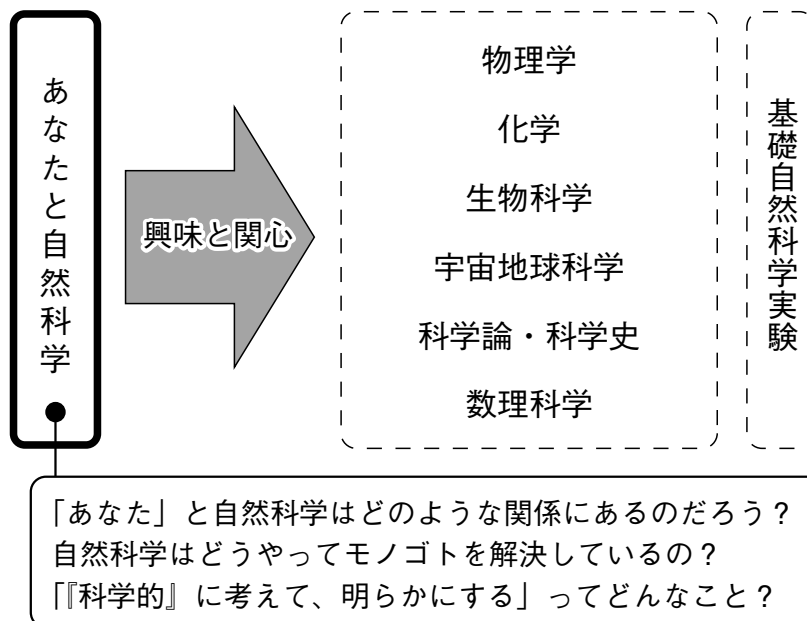 あなたと自然科学
興味と関心
物理学
化学
生物科学
宇宙地球科学
科学論・科学史
数理科学
基礎自然科学実験
「あなた」と自然科学はどのような関係にあるのだろう？
自然科学はどうやってモノゴトを解決しているの？
「『科学的』に考えて、明らかにする」ってどんなこと？